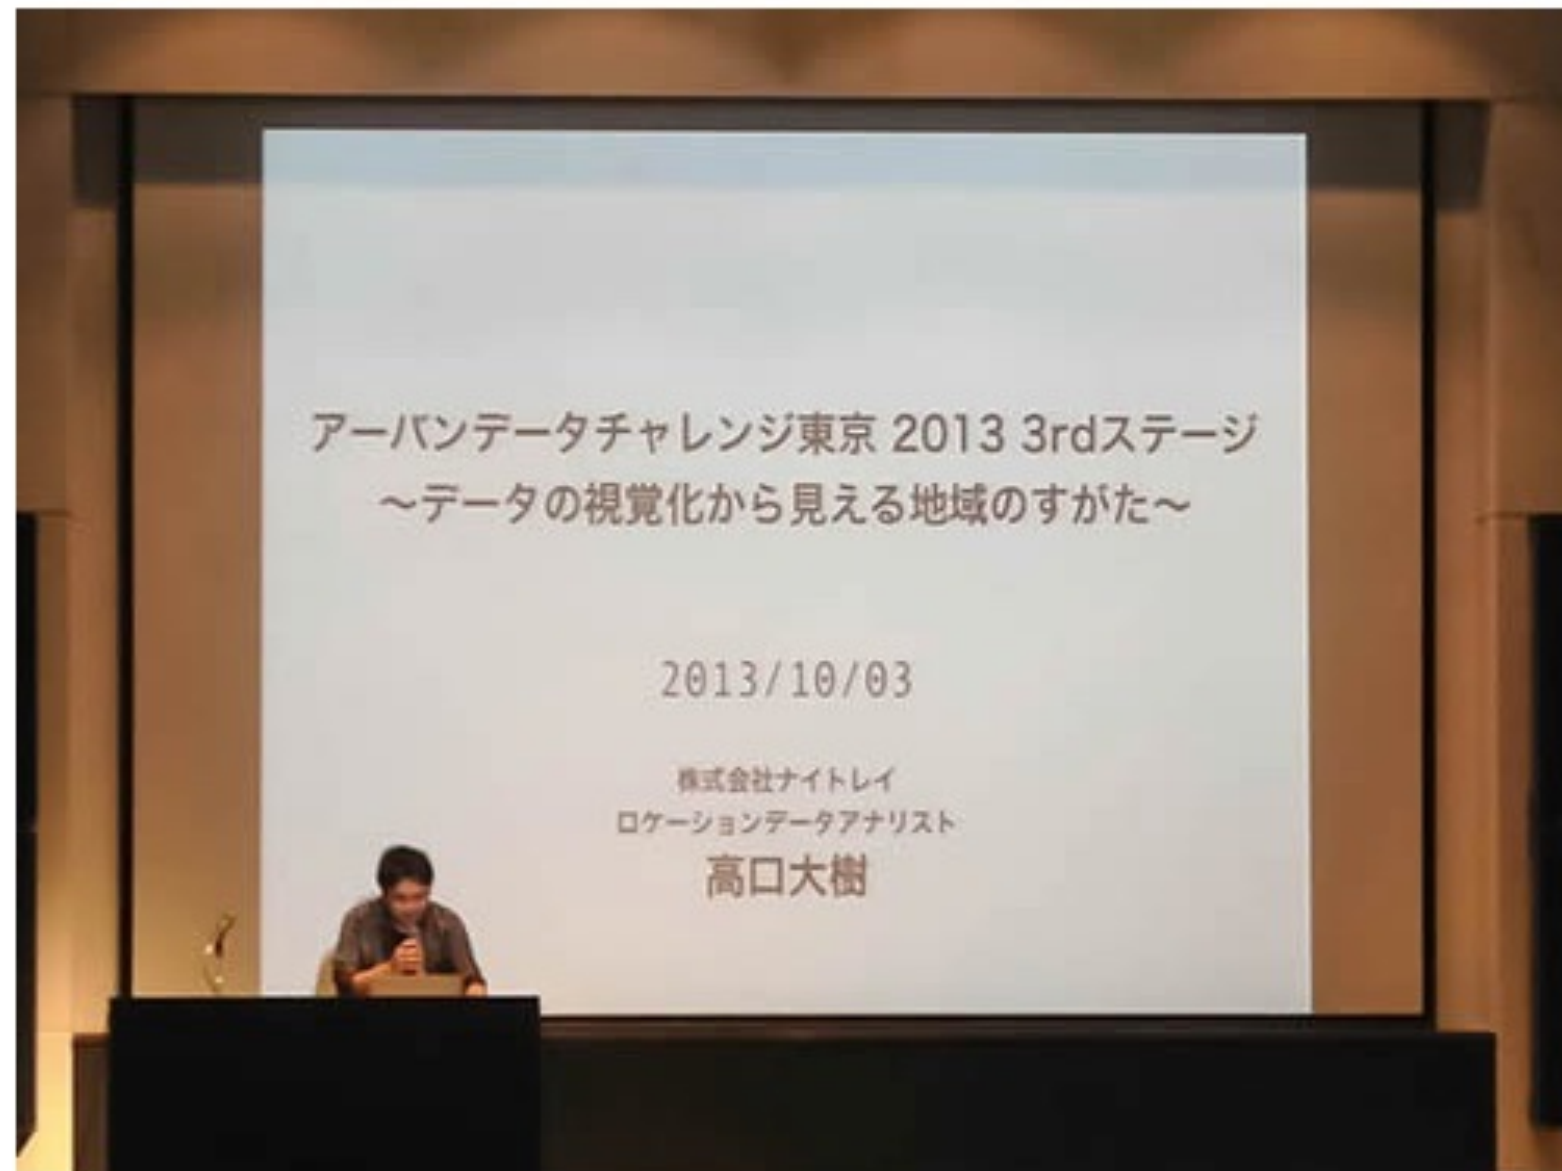 アーバンデータチャレンジ東京 2013 3rdステージ
～データの視覚化から見える地域のすがた～
2013/10/03
株式会社ナイトレイ
ロケーションデータアナリスト
高口大樹